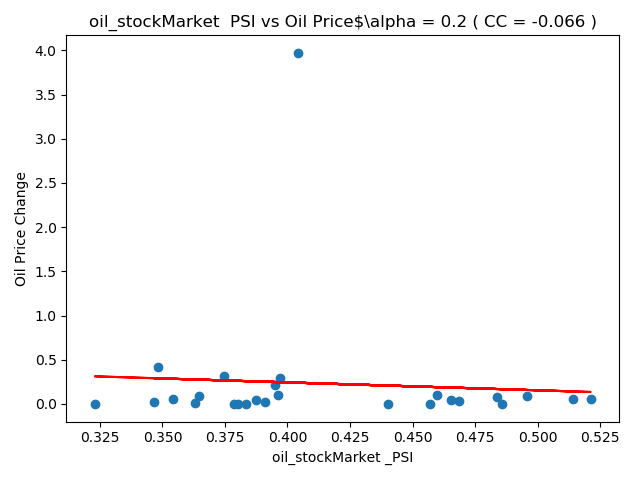 oil_stockMarket  PSI vs Oil Price$\alpha = 0.2 ( CC = -0.066 )
4.0
3.5
3.0
2.5
2.0
1.5
1.0
0.5
0.0
Oil Price Change
0.325 0.350 0.375 0.400 0.425 0.450 0.475 0.500 0.525
oil_stockMarket _PSI